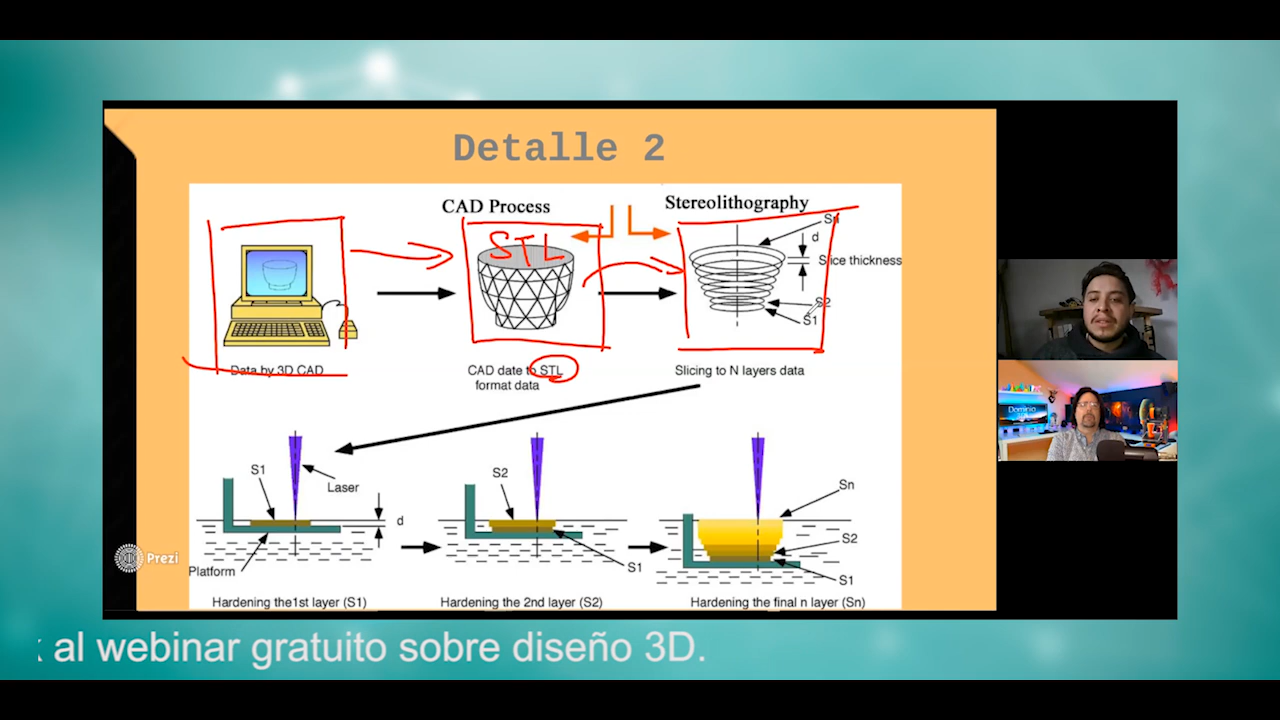 Detalle 2
CAD Process
Stereolithography
STL
Sn
d
Slice thickness
S2
S1
Data by 3D CAD
CAD date to STL
format data
Slicing to N layers data
S1
Laser
d
Platform
Hardening the1st layer (S1)
S2
S1
Hardening the 2nd layer (S2)
Sn
S2
S1
Hardening the final n layer (Sn)
Prezi
Dominio
al webinar gratuito sobre diseño 3D.